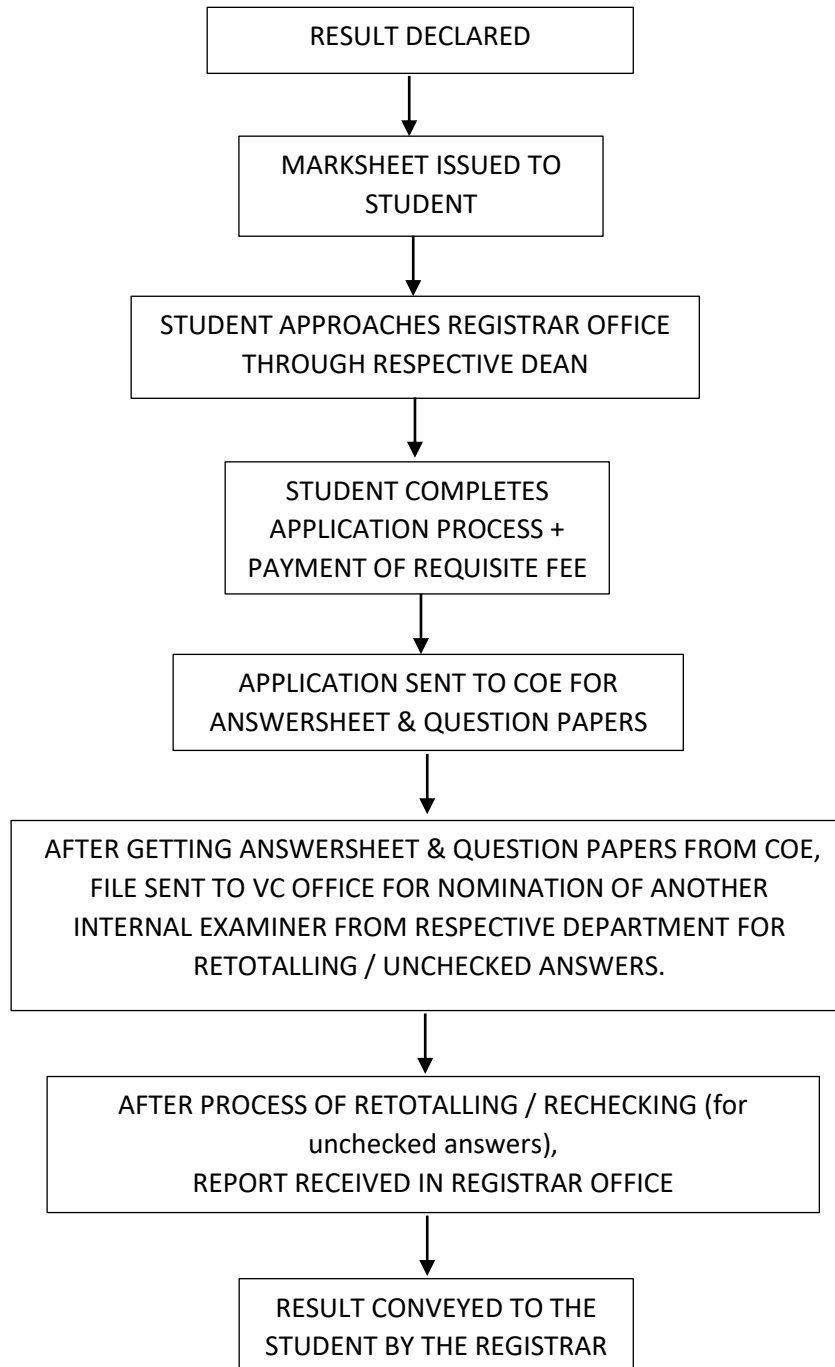 RESULT DECLARED
MARKSHEET ISSUED TO
STUDENT
STUDENT APPROACHES REGISTRAR OFFICE
THROUGH RESPECTIVE DEAN
STUDENT COMPLETES
APPLICATION PROCESS +
PAYMENT OF REQUISITE FEE
APPLICATION SENT TO COE FOR
ANSWERSHEET & QUESTION PAPERS
AFTER GETTING ANSWERSHEET & QUESTION PAPERS FROM COE,
FILE SENT TO VC OFFICE FOR NOMINATION OF ANOTHER
INTERNAL EXAMINER FROM RESPECTIVE DEPARTMENT FOR
RETOTALLING / UNCHECKED ANSWERS.
AFTER PROCESS OF RETOTALLING / RECHECKING (for
unchecked answers),
REPORT RECEIVED IN REGISTRAR OFFICE
RESULT CONVEYED TO THE
STUDENT BY THE REGISTRAR